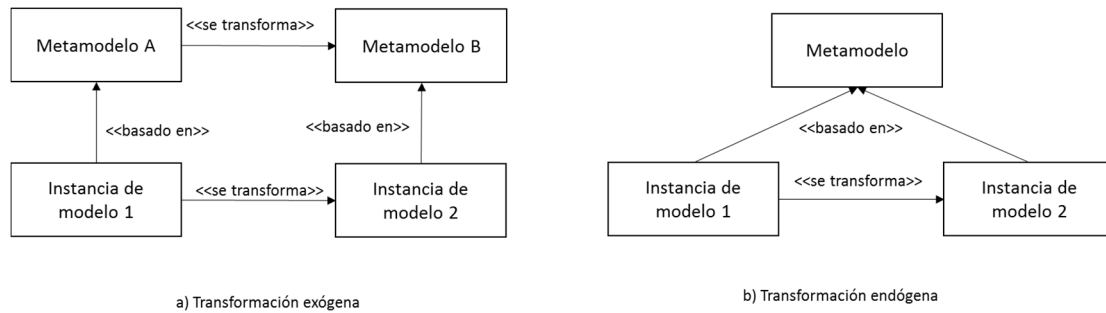 <<se transforma>>
Metamodelo A
Metamodelo B
<<basado en>>
<<basado en>>
Instancia de
modelo 1
<<se transforma>>
Instancia de
modelo 2
a) Transformación exógena
Metamodelo
<<basado en>>
Instancia de
modelo 1
<<se transforma>>
Instancia de
modelo 2
b) Transformación endógena